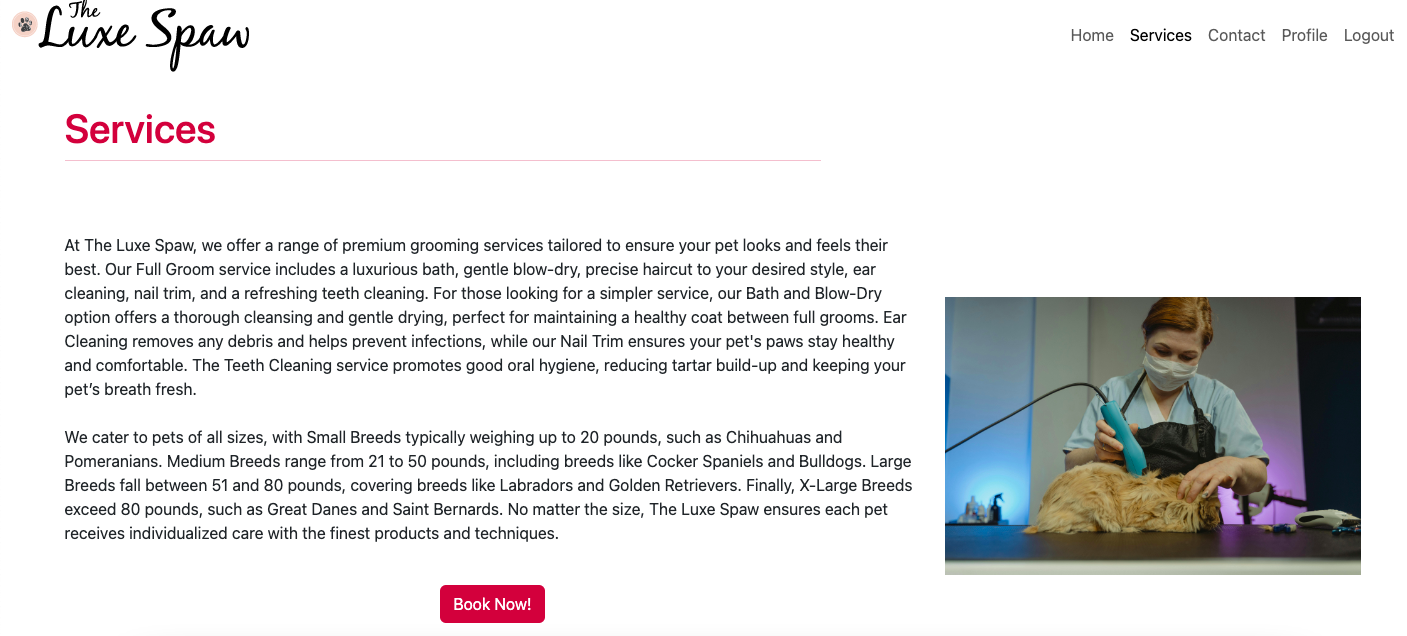 The
Luxe Spaw
Home Services Contact Profile Logout
Services
At The Luxe Spaw, we offer a range of premium grooming services tailored to ensure your pet looks and feels their
best. Our Full Groom service includes a luxurious bath, gentle blow-dry, precise haircut to your desired style, ear
cleaning, nail trim, and a refreshing teeth cleaning. For those looking for a simpler service, our Bath and Blow-Dry
option offers a thorough cleansing and gentle drying, perfect for maintaining a healthy coat between full grooms. Ear
Cleaning removes any debris and helps prevent infections, while our Nail Trim ensures your pet's paws stay healthy
and comfortable. The Teeth Cleaning service promotes good oral hygiene, reducing tartar build-up and keeping your
pet’s breath fresh.
We cater to pets of all sizes, with Small Breeds typically weighing up to 20 pounds, such as Chihuahuas and
Pomeranians. Medium Breeds range from 21 to 50 pounds, including breeds like Cocker Spaniels and Bulldogs. Large
Breeds fall between 51 and 80 pounds, covering breeds like Labradors and Golden Retrievers. Finally, X-Large Breeds
exceed 80 pounds, such as Great Danes and Saint Bernards. No matter the size, The Luxe Spaw ensures each pet
receives individualized care with the finest products and techniques.
Book Now!